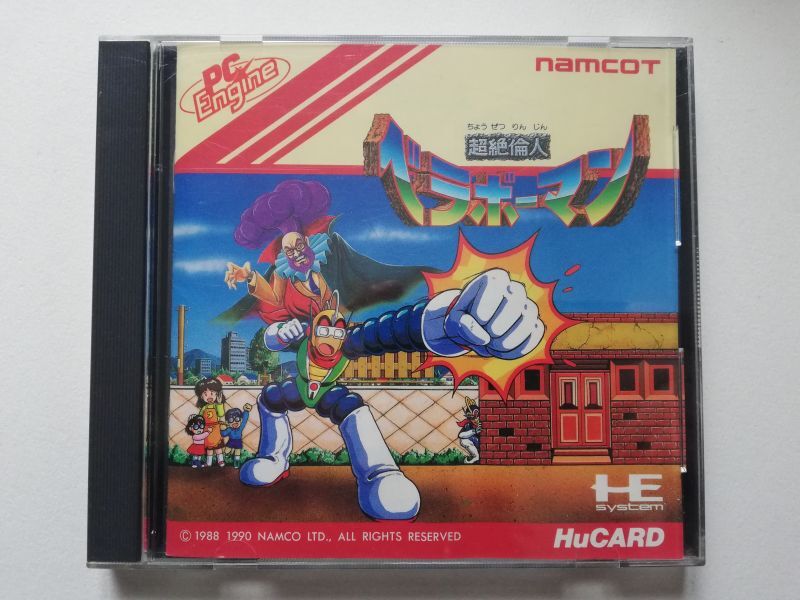 PC Engine
namcoT
ちょう ぜつ りん じん
超絶倫人
ベラボーマン
HE
system
© 1988 1990 NAMCO LTD., ALL RIGHTS RESERVED
HuCARD